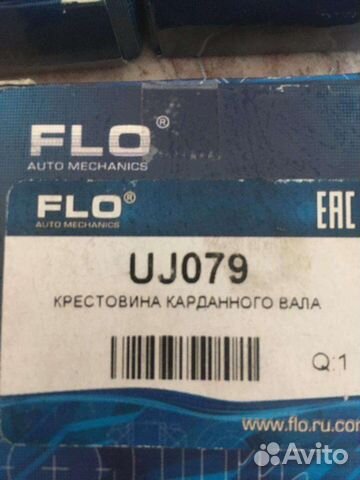 FLO®
AUTO MECHANICS
FLO®
AUTO MECHANICS
EAC
UJ079
КРЕСТОВИНА КАРДАННОГО ВАЛА
Q:1
www.flo.ru.com
Avito